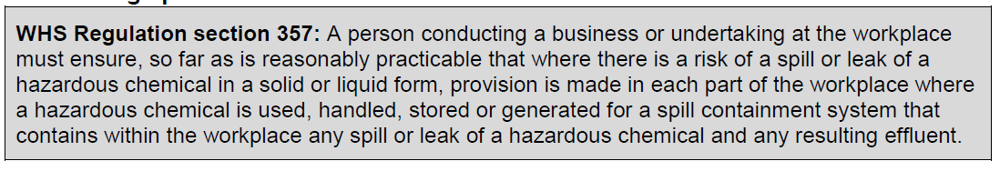 WHS Regulation section 357: A person conducting a business or undertaking at the workplace
must ensure, so far as is reasonably practicable that where there is a risk of a spill or leak of a
hazardous chemical in a solid or liquid form, provision is made in each part of the workplace where
a hazardous chemical is used, handled, stored or generated for a spill containment system that
contains within the workplace any spill or leak of a hazardous chemical and any resulting effluent.